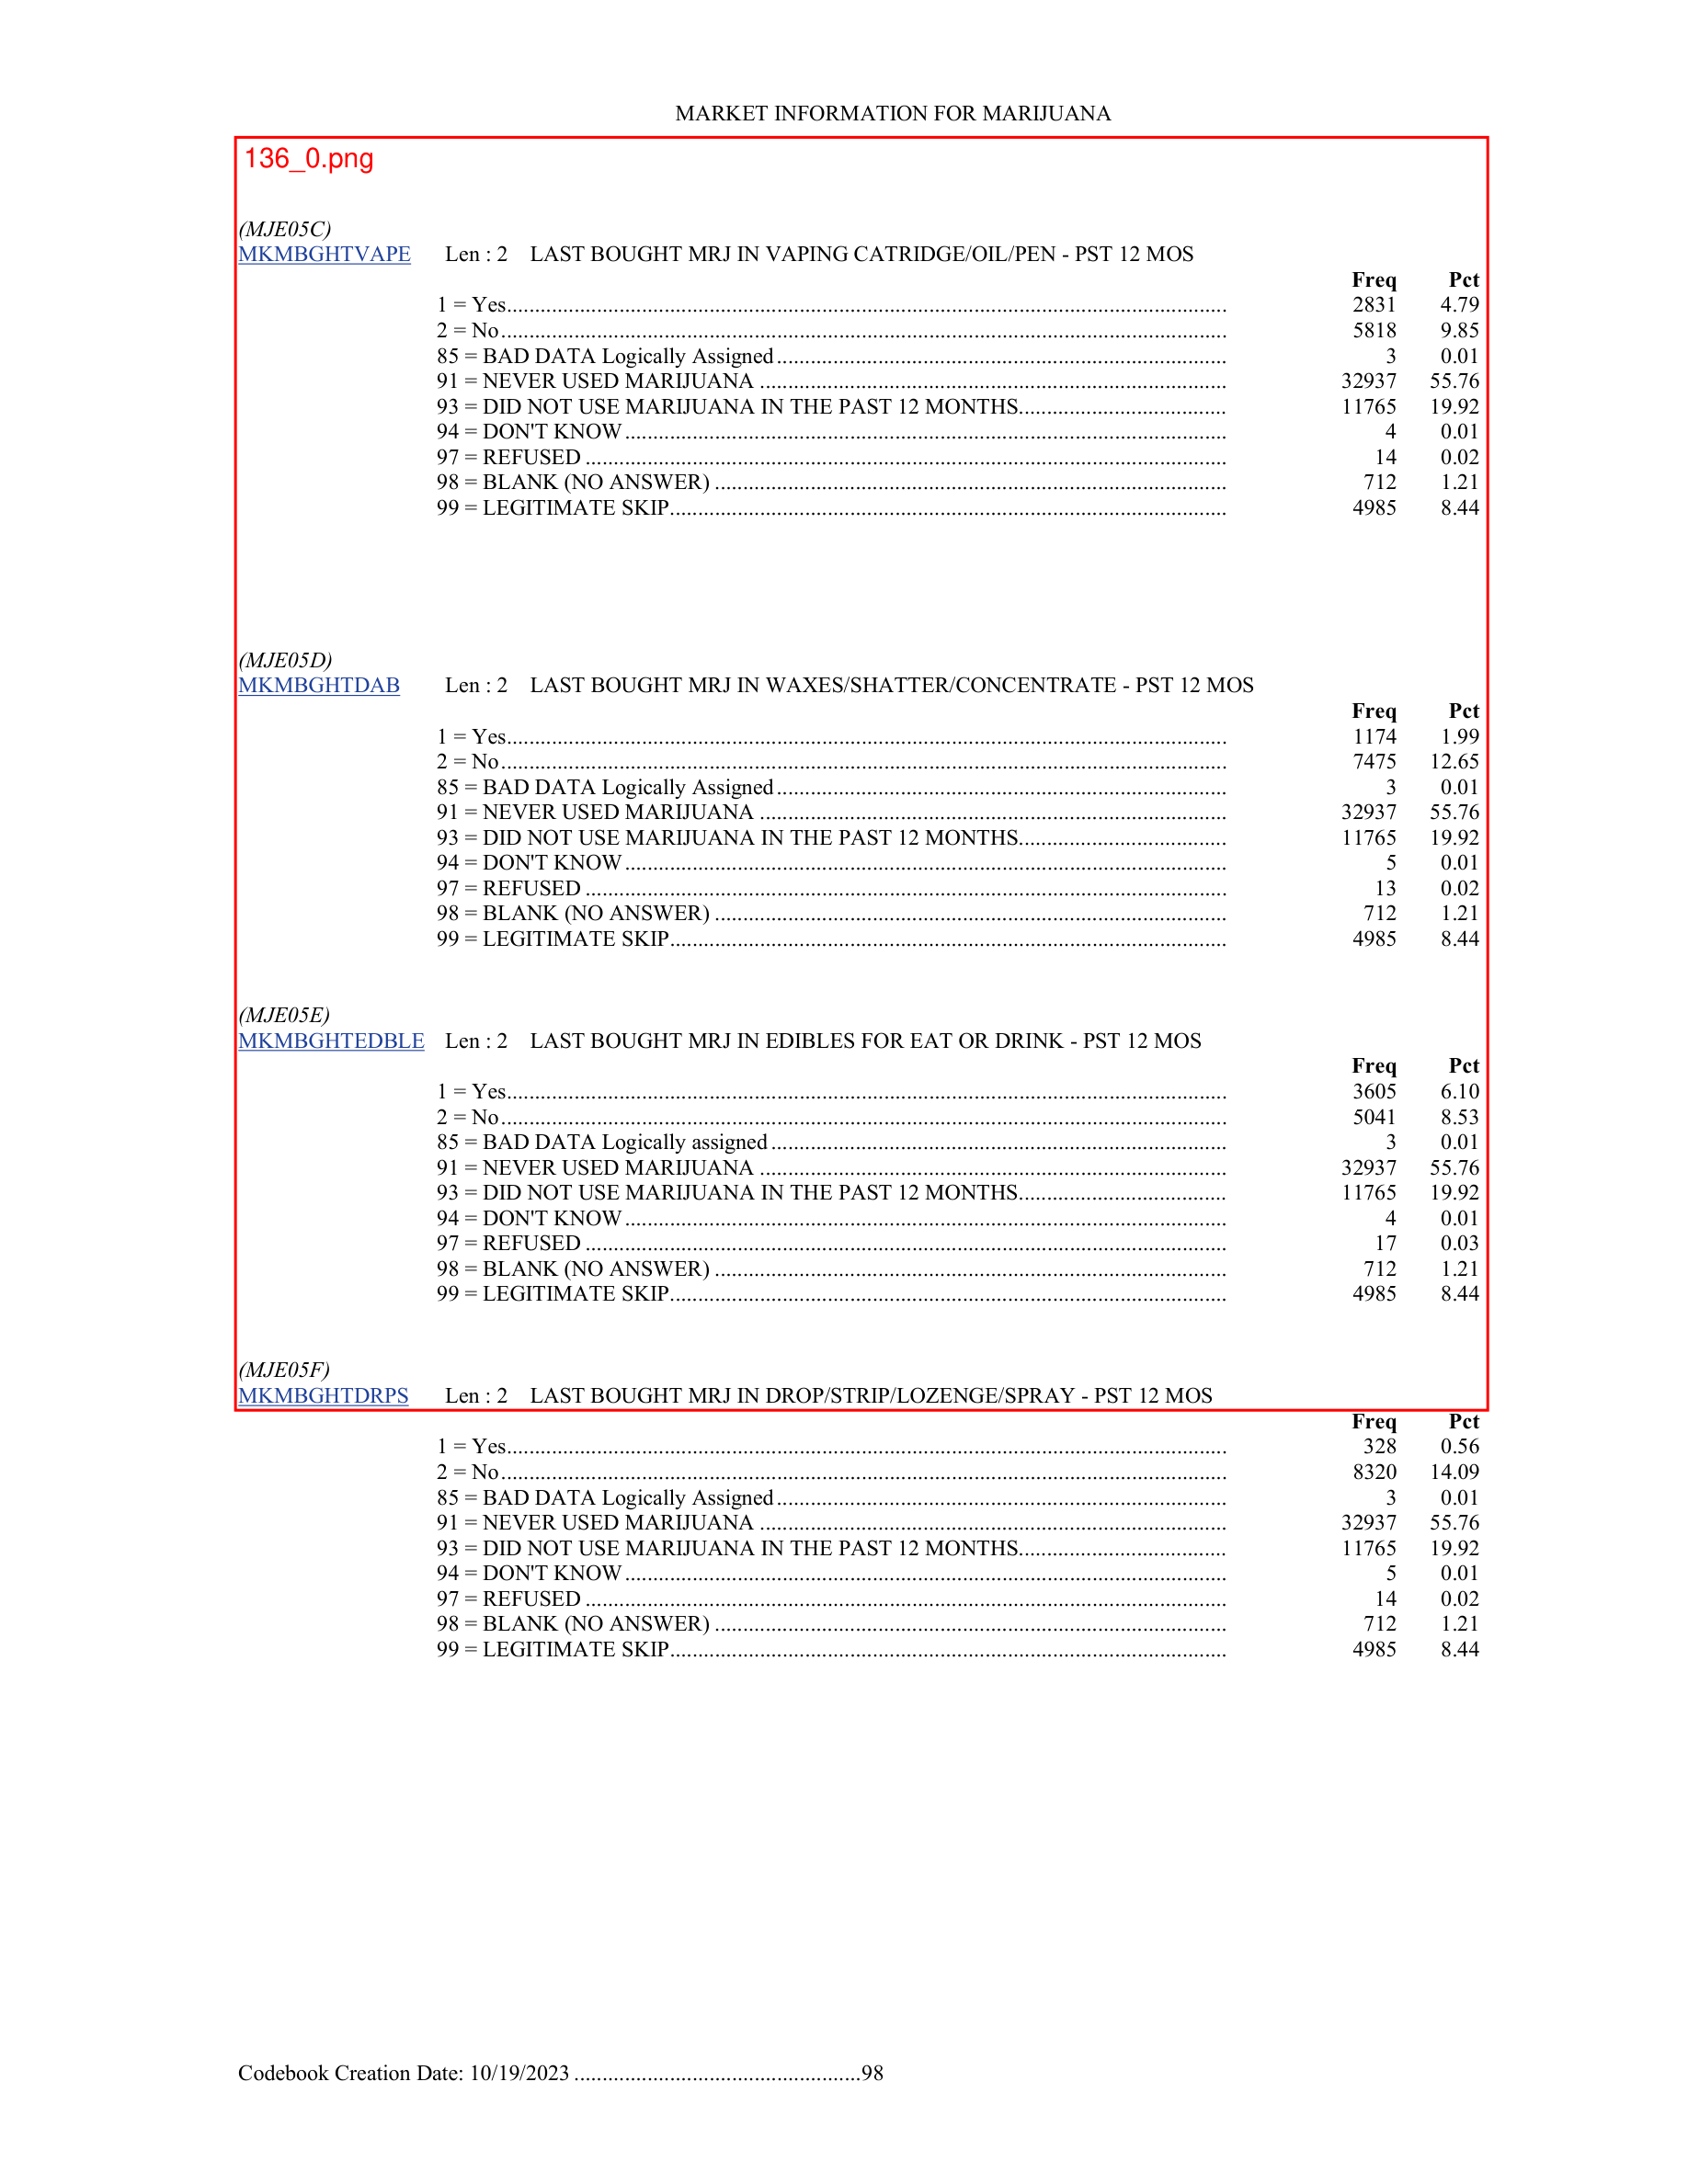 MARKET INFORMATION FOR MARIJUANA
136_0.png
(MJE05C)
MKMBGHTVAPE Len : 2 LAST BOUGHT MRJ IN VAPING CATRIDGE/OIL/PEN - PST 12 MOS
Freq Pct
1 = Yes 2831 4.79
2 = No 5818 9.85
85 = BAD DATA Logically Assigned 3 0.01
91 = NEVER USED MARIJUANA 32937 55.76
93 = DID NOT USE MARIJUANA IN THE PAST 12 MONTHS 11765 19.92
94 = DON'T KNOW 4 0.01
97 = REFUSED 14 0.02
98 = BLANK (NO ANSWER) 712 1.21
99 = LEGITIMATE SKIP 4985 8.44
(MJE05D)
MKMBGHTDAB Len : 2 LAST BOUGHT MRJ IN WAXES/SHATTER/CONCENTRATE - PST 12 MOS
Freq Pct
1 = Yes 1174 1.99
2 = No 7475 12.65
85 = BAD DATA Logically Assigned 3 0.01
91 = NEVER USED MARIJUANA 32937 55.76
93 = DID NOT USE MARIJUANA IN THE PAST 12 MONTHS 11765 19.92
94 = DON'T KNOW 5 0.01
97 = REFUSED 13 0.02
98 = BLANK (NO ANSWER) 712 1.21
99 = LEGITIMATE SKIP 4985 8.44
(MJE05E)
MKMBGHTEDBLE Len : 2 LAST BOUGHT MRJ IN EDIBLES FOR EAT OR DRINK - PST 12 MOS
Freq Pct
1 = Yes 3605 6.10
2 = No 5041 8.53
85 = BAD DATA Logically assigned 3 0.01
91 = NEVER USED MARIJUANA 32937 55.76
93 = DID NOT USE MARIJUANA IN THE PAST 12 MONTHS 11765 19.92
94 = DON'T KNOW 4 0.01
97 = REFUSED 17 0.03
98 = BLANK (NO ANSWER) 712 1.21
99 = LEGITIMATE SKIP 4985 8.44
(MJE05F)
MKMBGHTDRPS Len : 2 LAST BOUGHT MRJ IN DROP/STRIP/LOZENGE/SPRAY - PST 12 MOS
Freq Pct
1 = Yes 328 0.56
2 = No 8320 14.09
85 = BAD DATA Logically Assigned 3 0.01
91 = NEVER USED MARIJUANA 32937 55.76
93 = DID NOT USE MARIJUANA IN THE PAST 12 MONTHS 11765 19.92
94 = DON'T KNOW 5 0.01
97 = REFUSED 14 0.02
98 = BLANK (NO ANSWER) 712 1.21
99 = LEGITIMATE SKIP 4985 8.44
Codebook Creation Date: 10/19/2023 98